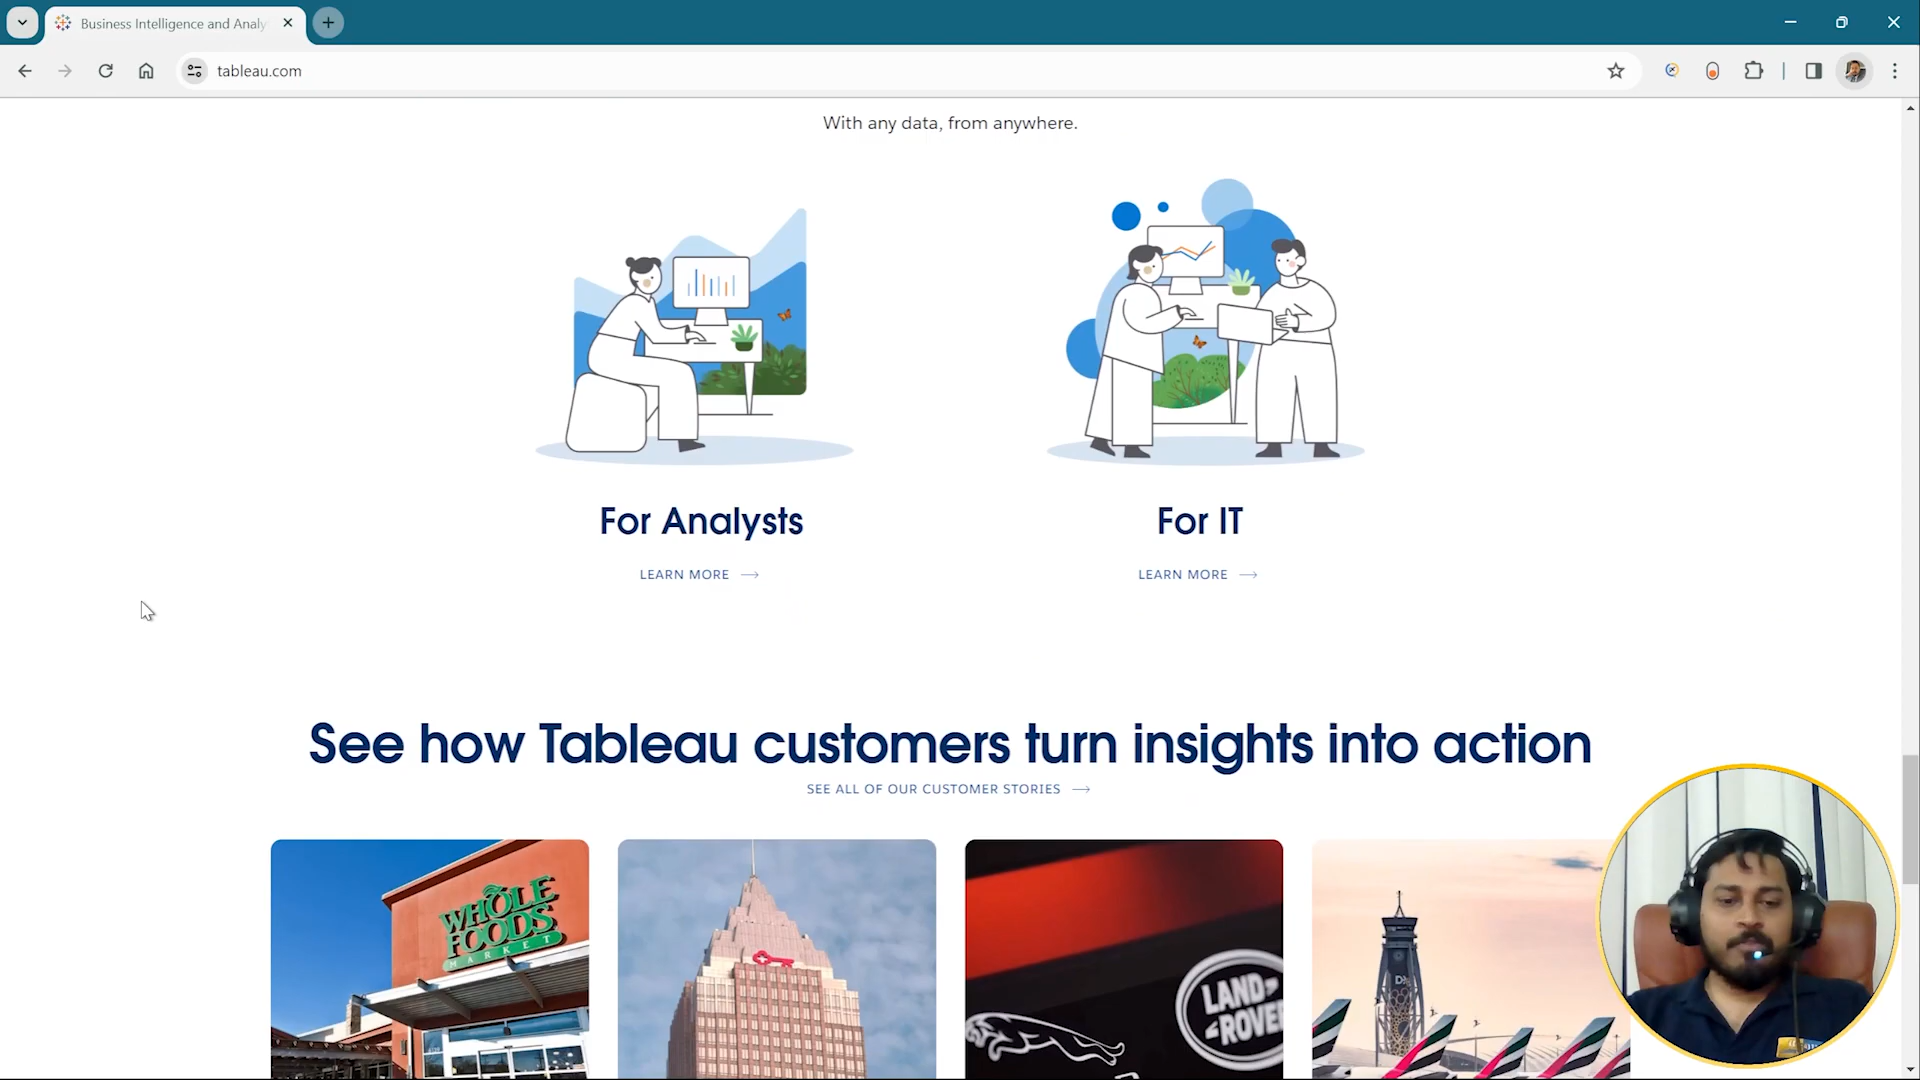 Business Intelligence and Analy
tableau.com
With any data, from anywhere.
For Analysts
For IT
LEARN MORE
LEARN MORE
See how Tableau customers turn insights into action
SEE ALL OF OUR CUSTOMER STORIES
WHOLE
FOODS
MARKET
LAND
ROVER